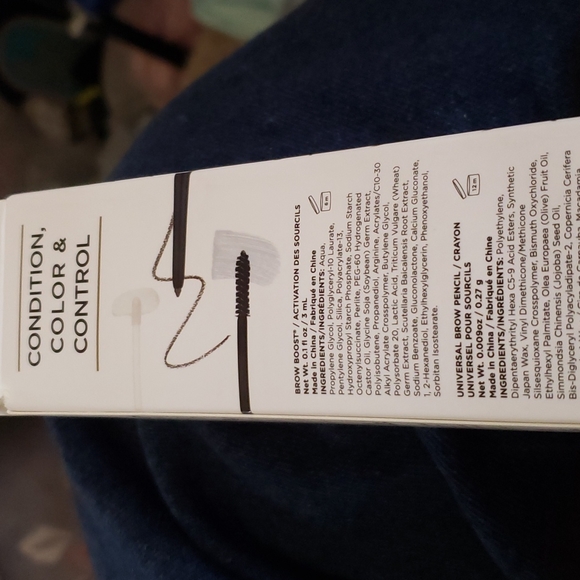 CONDITION,
COLOR &
CONTROL
BROW BOOST* / ACTIVATION DES SOURCILS
Net Wt. 0.1 fl oz / 3 mL
Made in China / Fabriqué en Chine
INGREDIENTS/INGRÉDIENTS: Aqua,
Propylene Glycol, Polyglyceryl-10 Laurate,
Pentylene Glycol, Silica, Polyacrylate-13,
Hydroxypropyl Starch Phosphate, Sodium Starch
Octenylsuccinate, Perlite, PEG-60 Hydrogenated
Castor Oil, Glycine Soja (Soybean) Germ Extract,
Polyisobutene, Propanediol, Arginine, Acrylates/C10-30
Alkyl Acrylate Crosspolymer, Butylene Glycol,
Polysorbate 20, Lactic Acid, Triticum Vulgare (Wheat)
Germ Extract, Scutellaria Baicalensis Root Extract,
Sodium Benzoate, Gluconolactone, Calcium Gluconate,
1, 2-Hexanediol, Ethylhexylglycerin, Phenoxyethanol,
Sorbitan Isostearate.
6 m
UNIVERSAL BROW PENCIL / CRAYON
UNIVERSEL POUR SOURCILS
Net Wt. 0.009oz / 0.27 g
Made in China / Fabriqué en Chine
INGREDIENTS/INGRÉDIENTS: Polyethylene,
Dipentaerythrityl Hexa C5-9 Acid Esters, Synthetic
Japan Wax, Vinyl Dimethicone/Methicone
Silsesquioxane Crosspolymer, Bismuth Oxychloride,
Ethylhexyl Palmitate, Olea Europaea (Olive) Fruit Oil,
Simmondsia Chinensis (Jojoba) Seed Oil,
Bis-Diglyceryl Polyacyladipate-2, Copernicia Cerifera
12 m